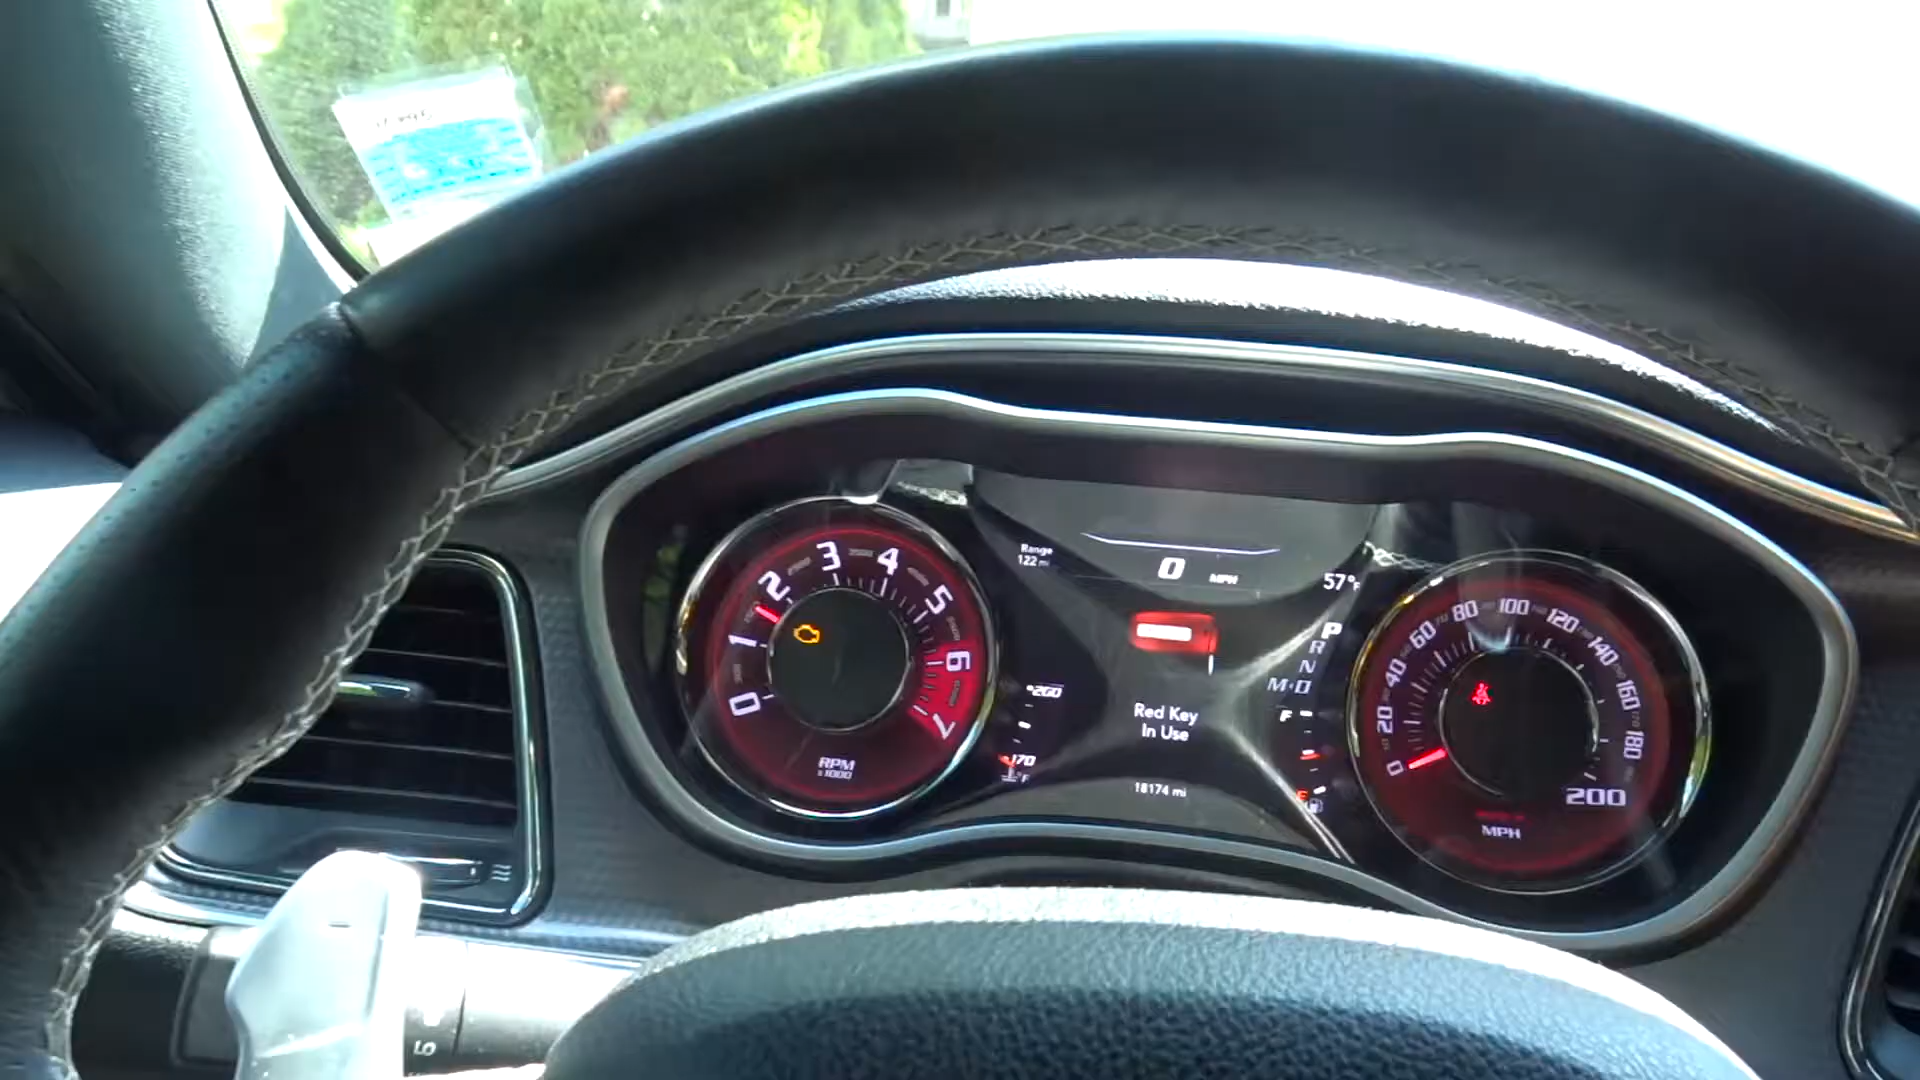 0
1
2
3
4
5
6
7
RPM
x1000
Range
122 mi
0 MPH
57°F
P
R
N
M·D
260
170
°F
Red Key
In Use
18174 mi
F
E
0
20
40
60
80
100
120
140
160
180
200
MPH
LO